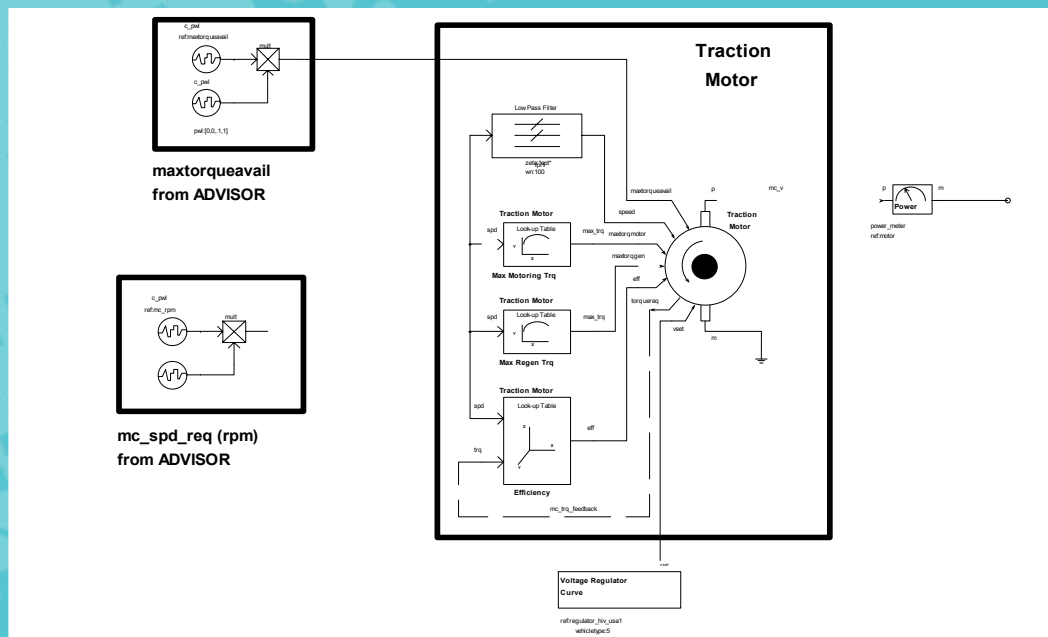 c_pwl
ref:maxtorqueavail
mult
c_pwl
pwl:[0,0,.1,1]
maxtorqueavail
from ADVISOR
c_pwl
ref:mc_rpm
mult
mc_spd_req (rpm)
from ADVISOR
Traction
Motor
Low Pass Filter
wn:100
Traction Motor
spd
Look-up Table
Y
X
max_trq
Max Motoring Trq
Traction Motor
spd
Look-up Table
Y
X
max_trq
Max Regen Trq
Traction Motor
spd
Look-up Table
Z
X
Y
trq
eff
Efficiency
mc_trq_feedback
maxtorqueavail
speed
maxtorqmotor
maxtorqgen
eff
torquereq
vset
p
mc_v
Traction
Motor
m
p
m
Power
power_meter
ref:motor
vset
Voltage Regulator
Curve
ref:regulator_hiv_usa1
vehicletype:5